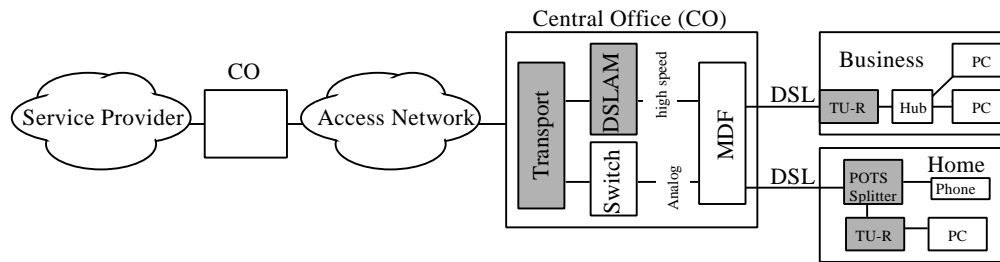 Central Office (CO)
CO
Service Provider
Access Network
Transport
DSLAM
Switch
high speed
Analog
MDF
DSL
DSL
Business
TU-R
Hub
PC
PC
Home
POTS
Splitter
Phone
TU-R
PC